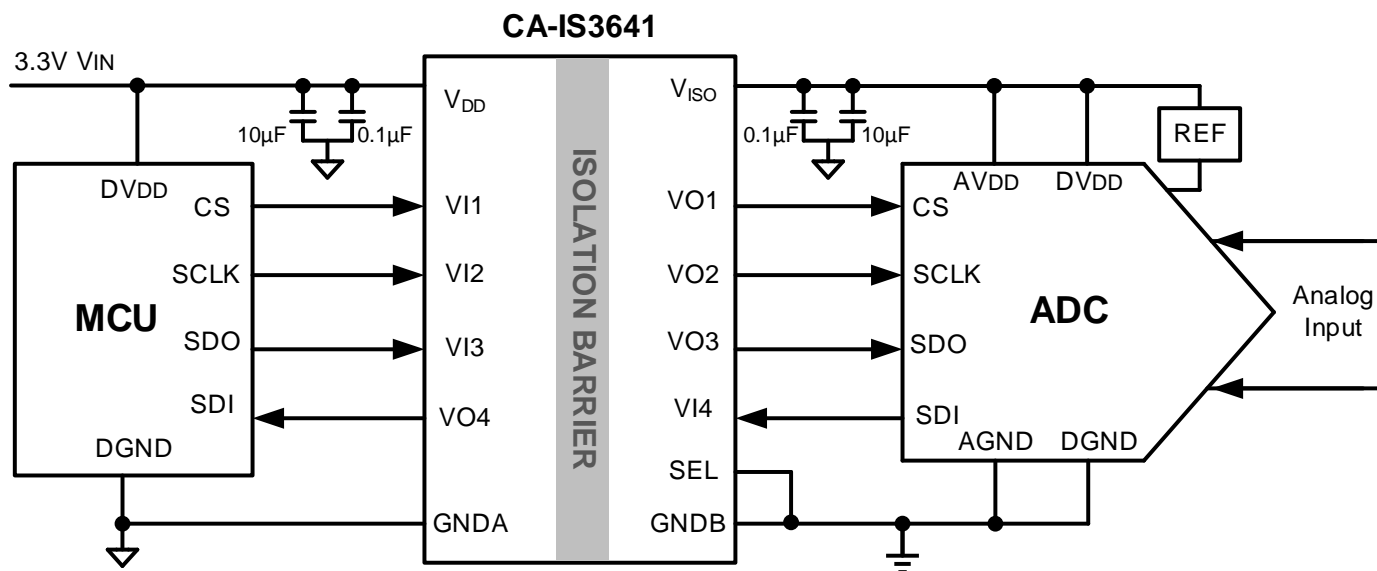 CA-IS3641
3.3V VIN
VDD
VISO
10µF
0.1µF
0.1µF
10µF
REF
DVDD
AVDD
DVDD
CS
VI1
VO1
CS
SCLK
VI2
VO2
SCLK
MCU
ISOLATION BARRIER
ADC
Analog
Input
SDO
VI3
VO3
SDO
SDI
VO4
VI4
SDI
DGND
AGND
DGND
SEL
GNDA
GNDB